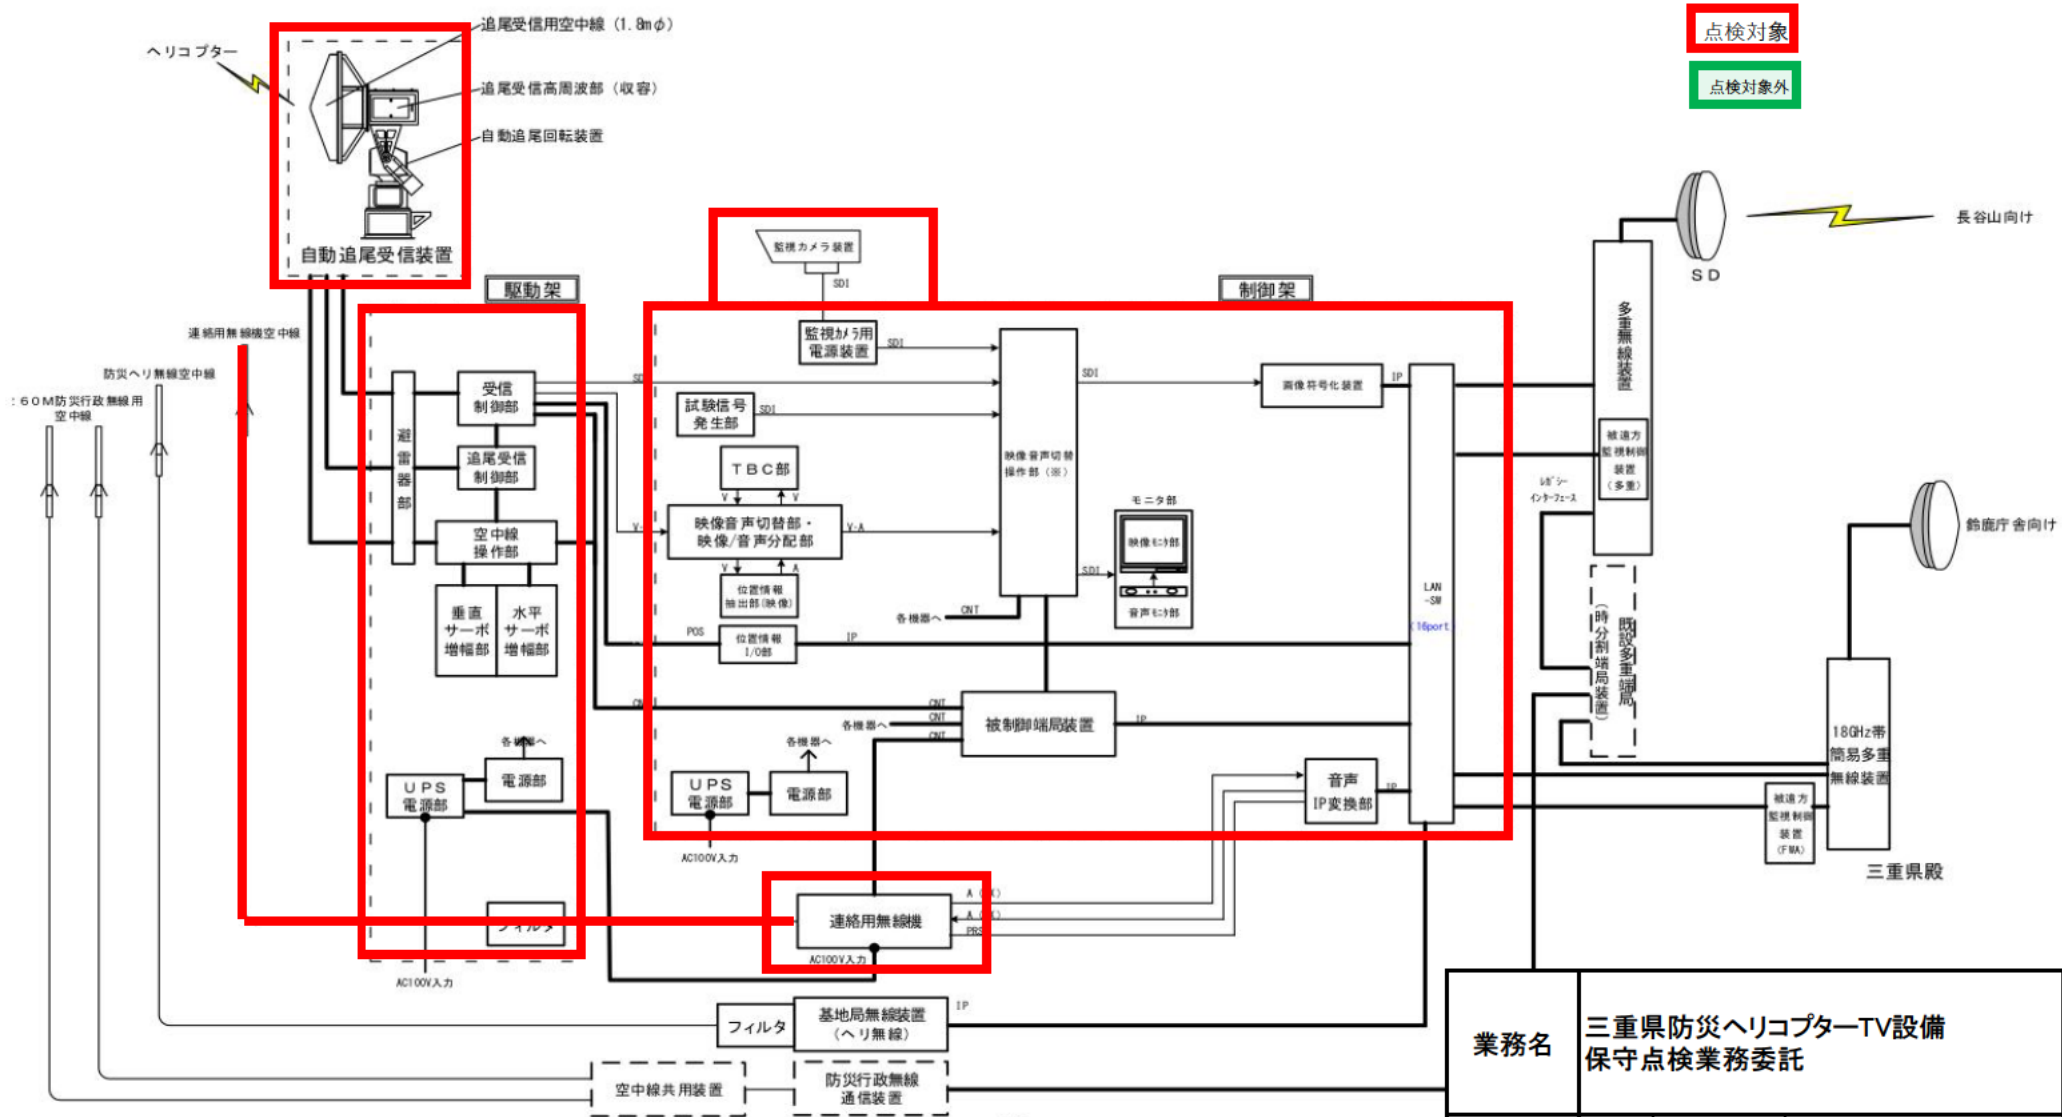 点検対象
点検対象外
ヘリコプター
追尾受信用空中線（1.8mφ）
追尾受信高周波部（収容）
自動追尾回転装置
自動追尾受信装置
長谷山向け
SD
監視カメラ装置
SDI
駆動架
制御架
連絡用無線機空中線
防災ヘリ無線空中線
６０Ｍ防災行政無線用
空中線
避雷器部
受信
制御部
追尾受信
制御部
空中線
操作部
垂直
サーボ
増幅部
水平
サーボ
増幅部
各機器へ
UPS
電源部
電源部
フィルタ
AC100V入力
監視ｶﾒﾗ用
電源装置
SDI
試験信号
発生部
SDI
TBC部
V
V
映像音声切替部・
映像/音声分配部
V-A
V
A
位置情報
抽出部(映像)
POS
位置情報
I/O部
IP
映像音声切替
操作部（※）
SDI
SDI
各機器へ
CNT
モニタ部
映像ﾓﾆﾀ部
音声ﾓﾆﾀ部
画像符号化装置
IP
LAN
-SW
(16port)
CNT
各機器へ
CNT
CNT
被制御端局装置
IP
各機器へ
UPS
電源部
電源部
AC100V入力
音声
IP変換部
IP
連絡用無線機
AC100V入力
フィルタ
基地局無線装置
（ヘリ無線）
IP
空中線共用装置
防災行政無線
通信装置
多重無線装置
被遠方
監視制御
装置
（多重）
ﾚｶﾞｼｰ
ｲﾝﾀｰﾌｪｰｽ
既設多重端局
（時分割端局装置）
鈴鹿庁舎向け
18GHz帯
簡易多重
無線装置
被遠方
監視制御
装置
(FWA)
三重県殿
業務名
三重県防災ヘリコプターTV設備
保守点検業務委託